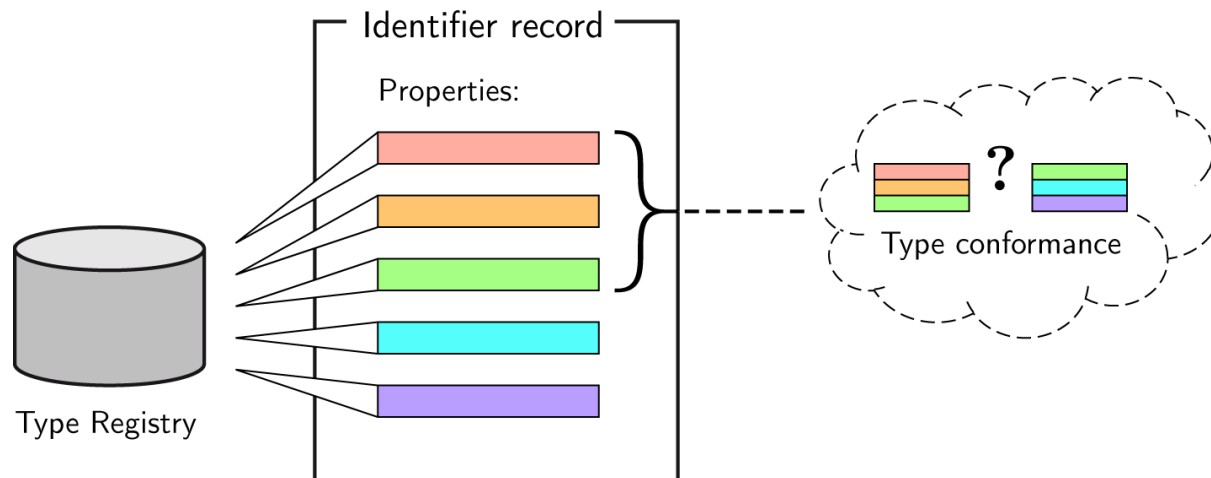 Identifier record
Properties:
?
Type conformance
Type Registry